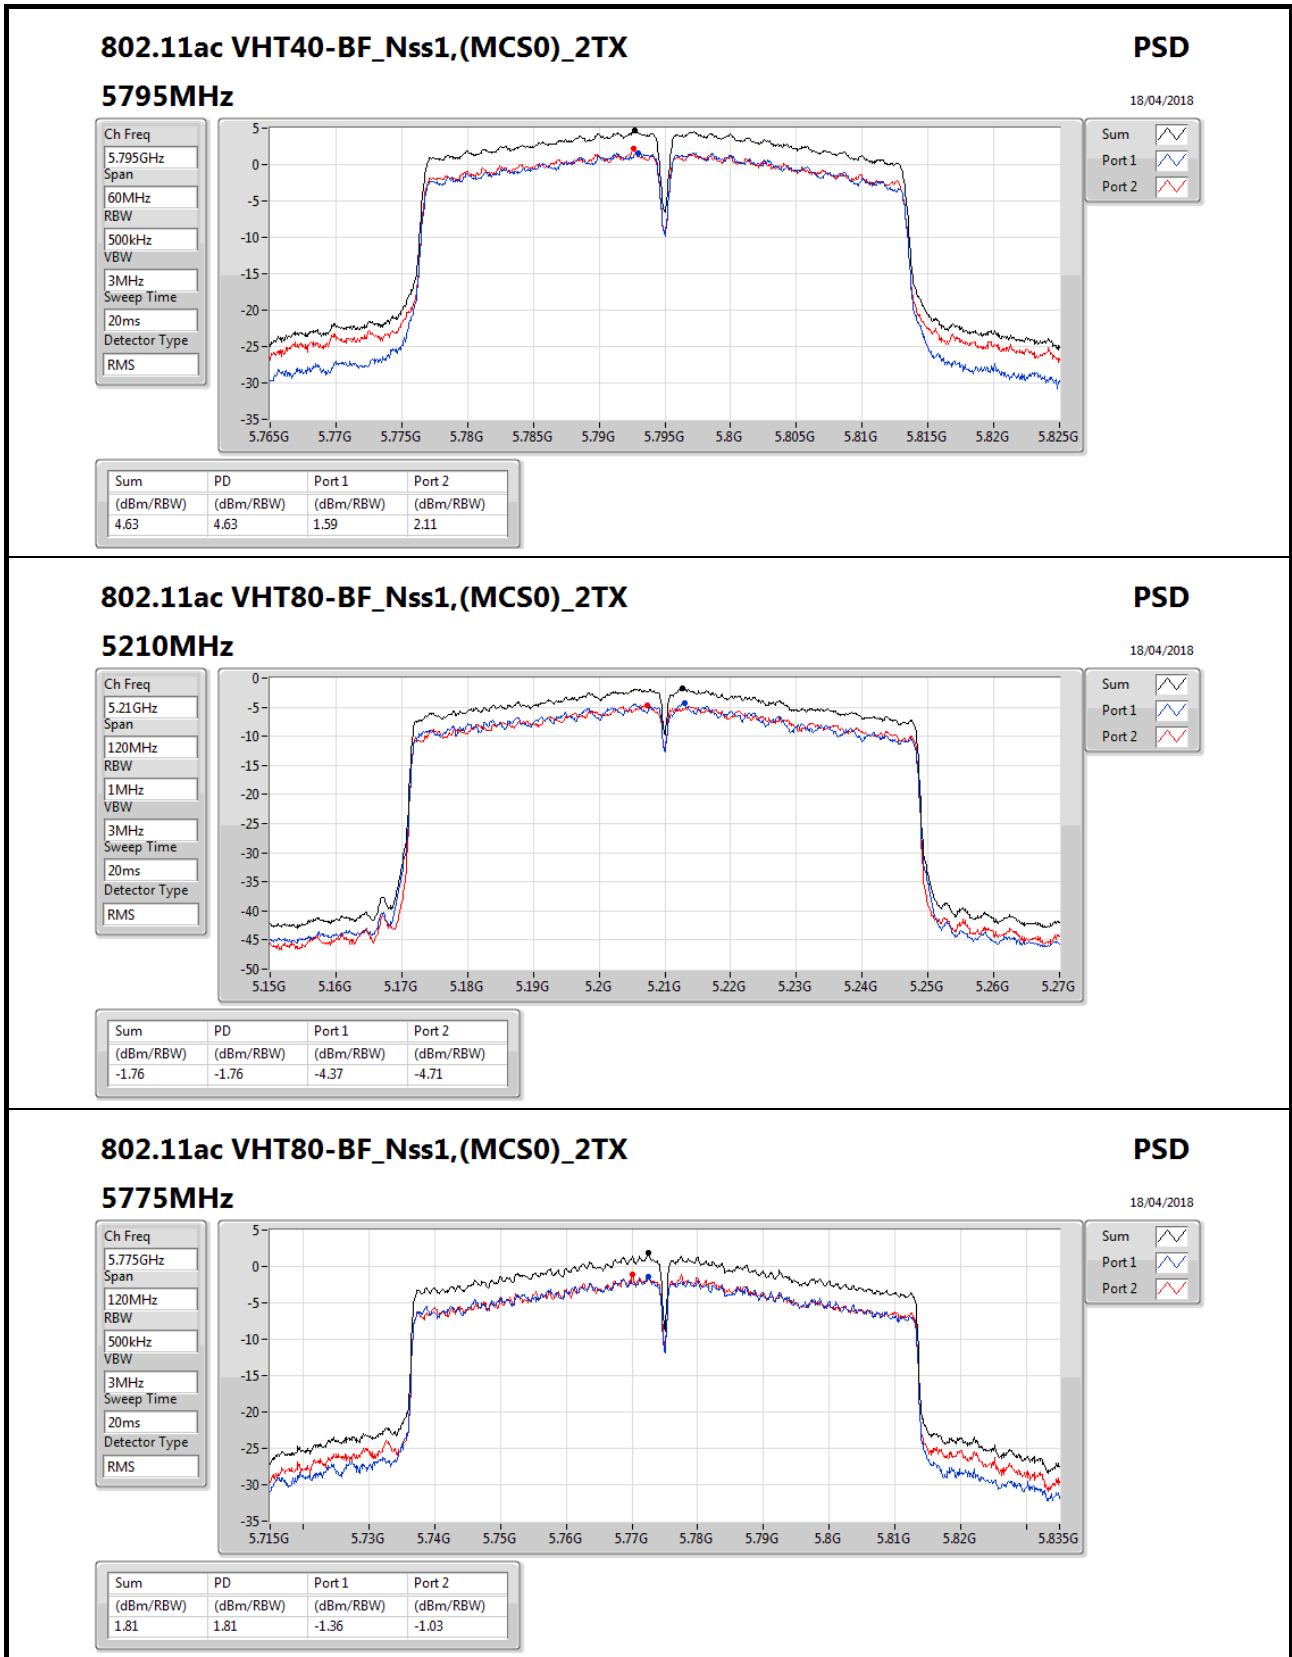 802.11ac VHT40-BF_Nss1,(MCS0)_2TX PSD
5795MHz 18/04/2018
Ch Freq
5.795GHz
Span
60MHz
RBW
500kHz
VBW
3MHz
Sweep Time
20ms
Detector Type
RMS
5
0
-5
-10
-15
-20
-25
-30
-35
5.765G 5.77G 5.775G 5.78G 5.785G 5.79G 5.795G 5.8G 5.805G 5.81G 5.815G 5.82G 5.825G
Sum
Port 1
Port 2
Sum PD Port 1 Port 2
(dBm/RBW) (dBm/RBW) (dBm/RBW) (dBm/RBW)
4.63 4.63 1.59 2.11
802.11ac VHT80-BF_Nss1,(MCS0)_2TX PSD
5210MHz 18/04/2018
Ch Freq
5.21GHz
Span
120MHz
RBW
1MHz
VBW
3MHz
Sweep Time
20ms
Detector Type
RMS
0
-5
-10
-15
-20
-25
-30
-35
-40
-45
-50
5.15G 5.16G 5.17G 5.18G 5.19G 5.2G 5.21G 5.22G 5.23G 5.24G 5.25G 5.26G 5.27G
Sum
Port 1
Port 2
Sum PD Port 1 Port 2
(dBm/RBW) (dBm/RBW) (dBm/RBW) (dBm/RBW)
-1.76 -1.76 -4.37 -4.71
802.11ac VHT80-BF_Nss1,(MCS0)_2TX PSD
5775MHz 18/04/2018
Ch Freq
5.775GHz
Span
120MHz
RBW
500kHz
VBW
3MHz
Sweep Time
20ms
Detector Type
RMS
5
0
-5
-10
-15
-20
-25
-30
-35
5.715G 5.73G 5.74G 5.75G 5.76G 5.77G 5.78G 5.79G 5.8G 5.81G 5.82G 5.835G
Sum
Port 1
Port 2
Sum PD Port 1 Port 2
(dBm/RBW) (dBm/RBW) (dBm/RBW) (dBm/RBW)
1.81 1.81 -1.36 -1.03